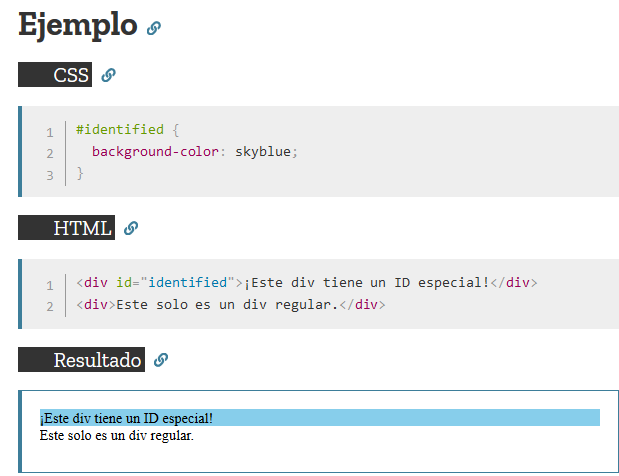 Ejemplo
CSS
1 #identified {
2   background-color: skyblue;
3 }
HTML
1 <div id="identified">¡Este div tiene un ID especial!</div>
2 <div>Este solo es un div regular.</div>
Resultado
¡Este div tiene un ID especial!
Este solo es un div regular.